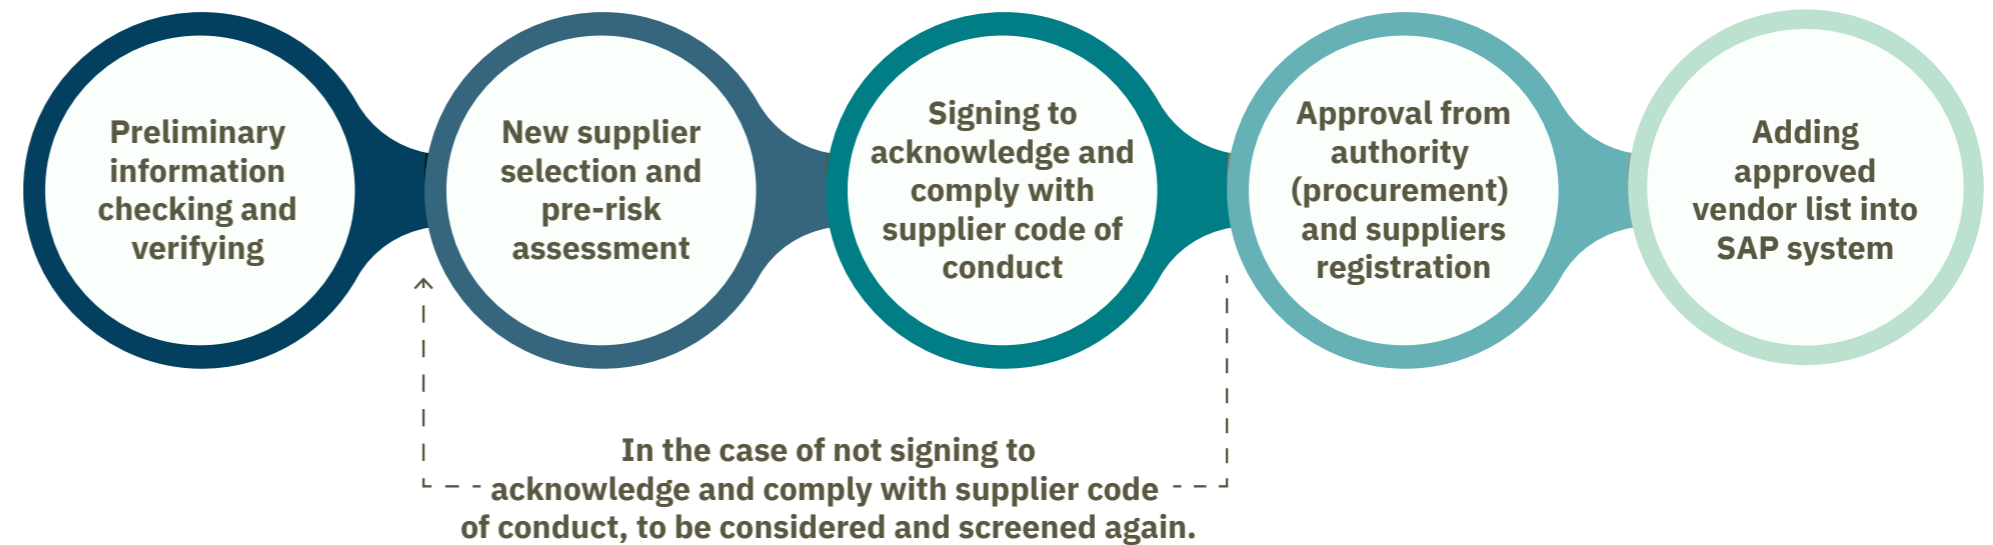 Preliminary
information
checking and
verifying
New supplier
selection and
pre-risk
assessment
Signing to
acknowledge and
comply with
supplier code of
conduct
Approval from
authority
(procurement)
and suppliers
registration
Adding
approved
vendor list into
SAP system
In the case of not signing to
acknowledge and comply with supplier code
of conduct, to be considered and screened again.